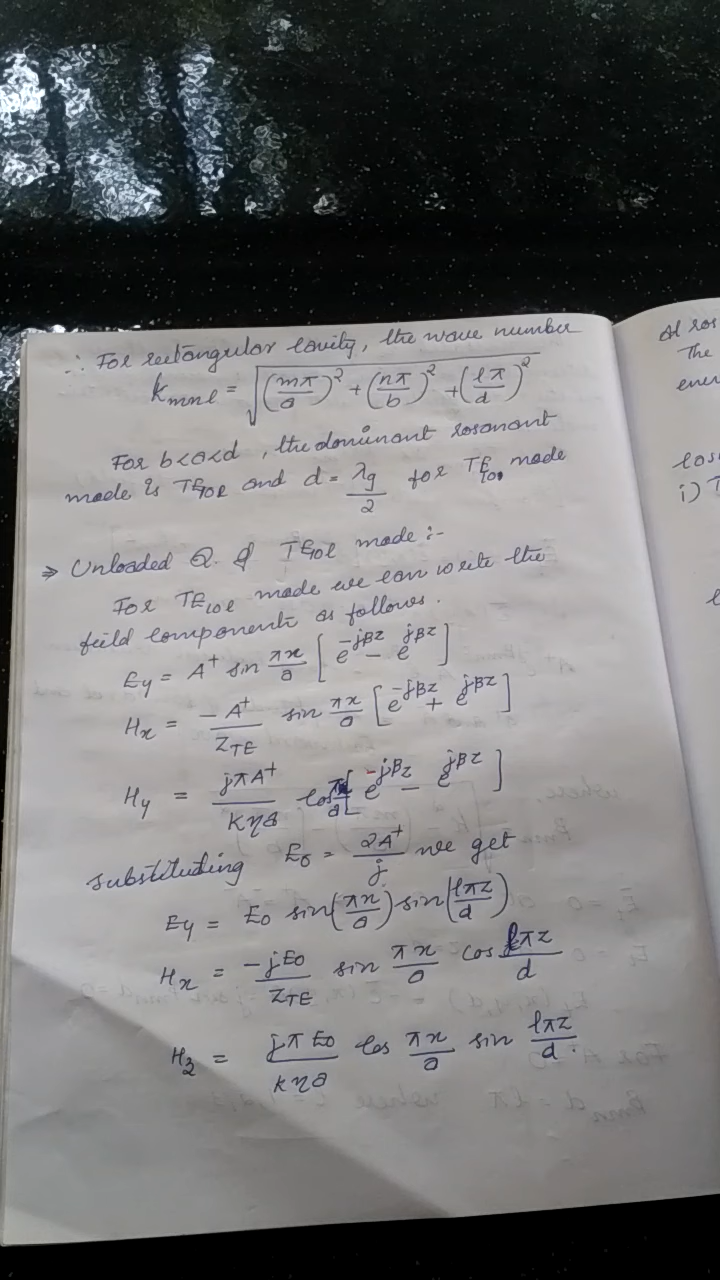 ∴ For rectangular cavity, the wave number
k_mnl = √((mπ/a)² + (nπ/b)² + (lπ/d)²)
For b<a<d, the dominant resonant
mode is TE₁₀ℓ and d = λg/2 for TE₁₀₁ mode
⇒ Unloaded Q of TE₁₀ℓ mode :-
For TE₁₀ℓ mode we can write the
field components as follows.
Ey = A⁺ sin πx/a [e^-jβz - e^jβz]
Hx = -A⁺/Z_TE sin πx/a [e^-jβz + e^jβz]
Hy = jπA⁺/kηa cos πx/a [e^-jβz - e^jβz]
substituting E₀ = 2A⁺/j we get
Ey = E₀ sin(πx/a) sin(lπz/d)
Hx = -jE₀/Z_TE sin πx/a cos lπz/d
Hz = jπE₀/kηa cos πx/a sin lπz/d.
The
i)